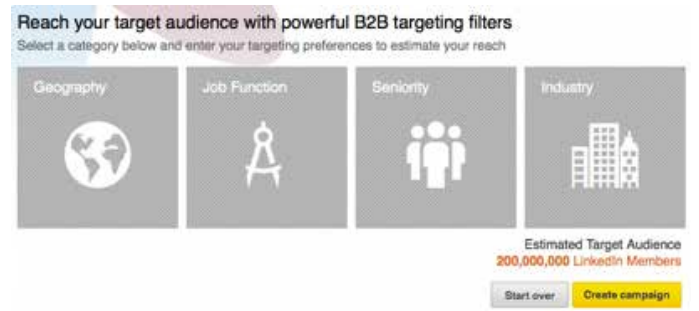 Reach your target audience with powerful B2B targeting filters
Select a category below and enter your targeting preferences to estimate your reach
Geography
Job Function
Seniority
Industry
Estimated Target Audience
200,000,000 LinkedIn Members
Start over
Create campaign